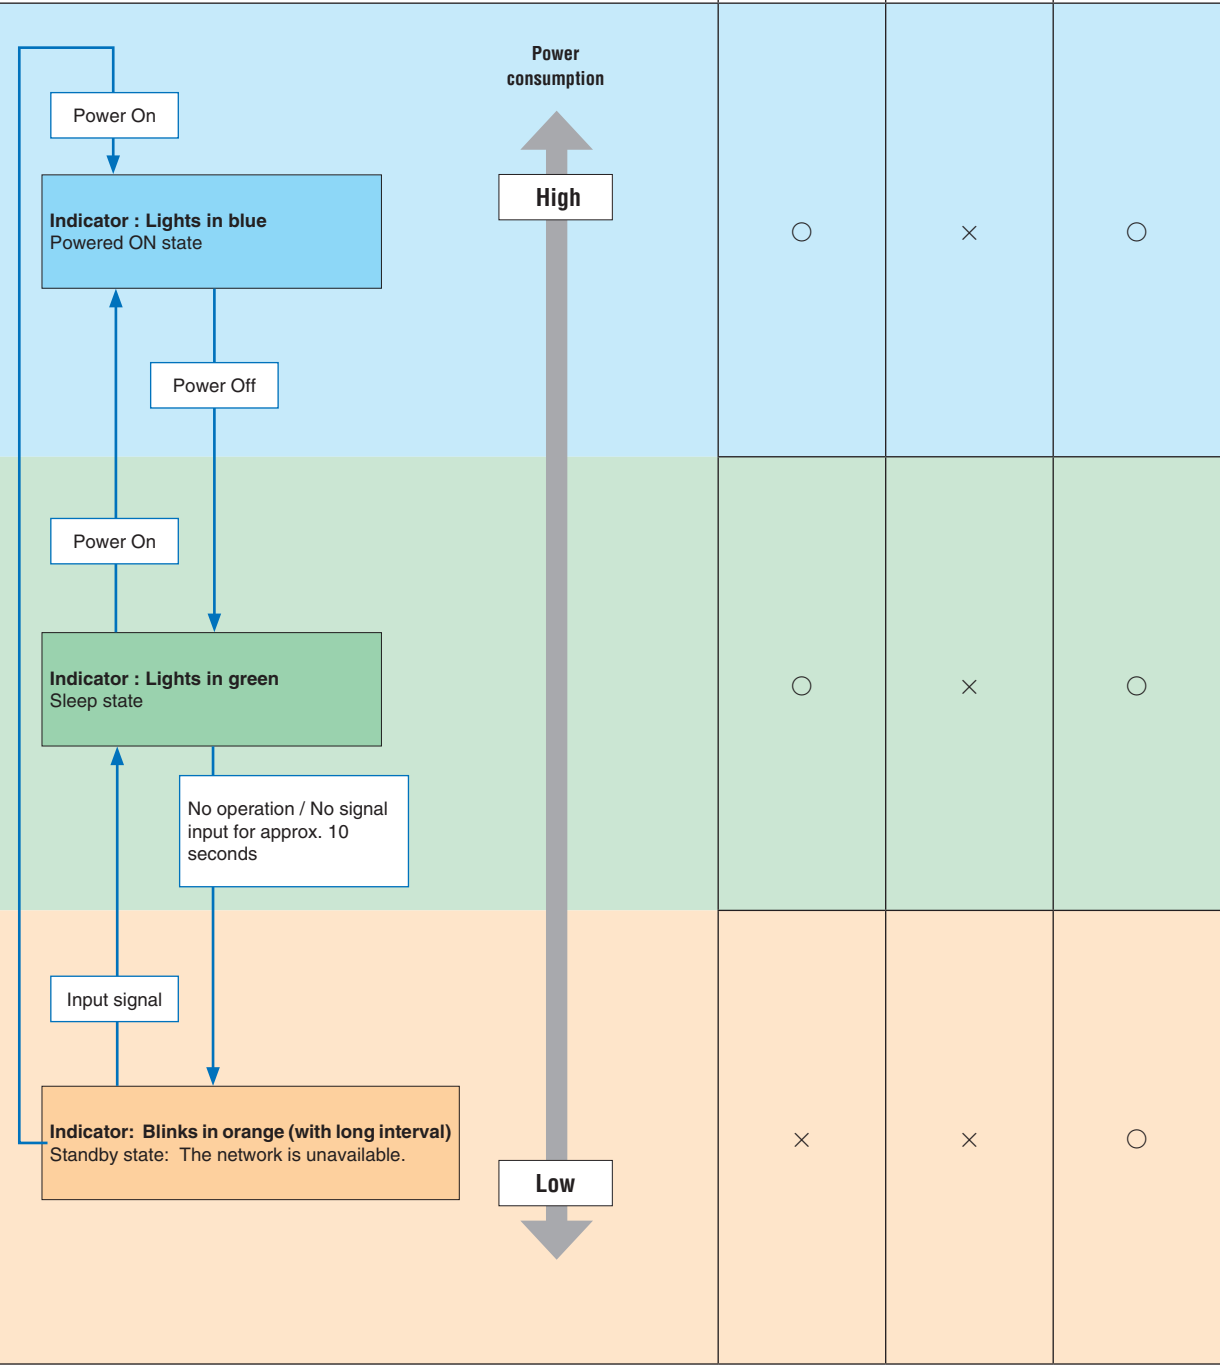 Power
consumption
Power On
High
Indicator : Lights in blue
Powered ON state
○ × ○
Power Off
Power On
Indicator : Lights in green
Sleep state
○ × ○
No operation / No signal
input for approx. 10
seconds
Input signal
Indicator:  Blinks in orange (with long interval)
Standby state:  The network is unavailable.
× × ○
Low